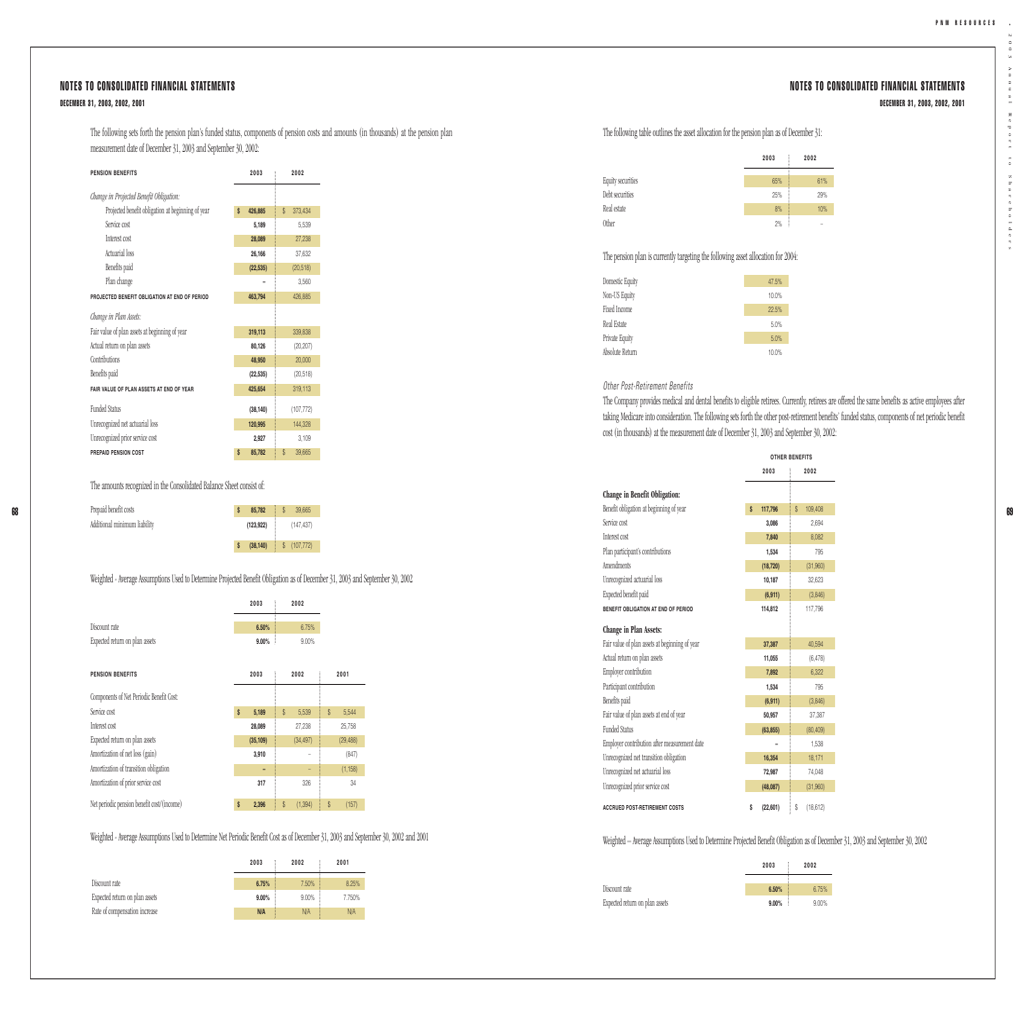 PNM RESOURCES • 2003 Annual Report to Shareholders
NOTES TO CONSOLIDATED FINANCIAL STATEMENTS
DECEMBER 31, 2003, 2002, 2001
The following sets forth the pension plan's funded status, components of pension costs and amounts (in thousands) at the pension plan
measurement date of December 31, 2003 and September 30, 2002:
PENSION BENEFITS 2003 2002
Change in Projected Benefit Obligation:
Projected benefit obligation at beginning of year $ 426,885 $ 373,434
Service cost 5,189 5,539
Interest cost 28,089 27,238
Actuarial loss 26,166 37,632
Benefits paid (22,535) (20,518)
Plan change – 3,560
PROJECTED BENEFIT OBLIGATION AT END OF PERIOD 463,794 426,885
Change in Plan Assets:
Fair value of plan assets at beginning of year 319,113 339,838
Actual return on plan assets 80,126 (20,207)
Contributions 48,950 20,000
Benefits paid (22,535) (20,518)
FAIR VALUE OF PLAN ASSETS AT END OF YEAR 425,654 319,113
Funded Status (38,140) (107,772)
Unrecognized net actuarial loss 120,995 144,328
Unrecognized prior service cost 2,927 3,109
PREPAID PENSION COST $ 85,782 $ 39,665
The amounts recognized in the Consolidated Balance Sheet consist of:
Prepaid benefit costs $ 85,782 $ 39,665
Additional minimum liability (123,922) (147,437)
$ (38,140) $ (107,772)
Weighted - Average Assumptions Used to Determine Projected Benefit Obligation as of December 31, 2003 and September 30, 2002
2003 2002
Discount rate 6.50% 6.75%
Expected return on plan assets 9.00% 9.00%
PENSION BENEFITS 2003 2002 2001
Components of Net Periodic Benefit Cost:
Service cost $ 5,189 $ 5,539 $ 5,544
Interest cost 28,089 27,238 25,758
Expected return on plan assets (35,109) (34,497) (29,488)
Amortization of net loss (gain) 3,910 – (847)
Amortization of transition obligation – – (1,158)
Amortization of prior service cost 317 326 34
Net periodic pension benefit cost/(income) $ 2,396 $ (1,394) $ (157)
Weighted - Average Assumptions Used to Determine Net Periodic Benefit Cost as of December 31, 2003 and September 30, 2002 and 2001
2003 2002 2001
Discount rate 6.75% 7.50% 8.25%
Expected return on plan assets 9.00% 9.00% 7.750%
Rate of compensation increase N/A N/A N/A
68
NOTES TO CONSOLIDATED FINANCIAL STATEMENTS
DECEMBER 31, 2003, 2002, 2001
The following table outlines the asset allocation for the pension plan as of December 31:
2003 2002
Equity securities 65% 61%
Debt securities 25% 29%
Real estate 8% 10%
Other 2% –
The pension plan is currently targeting the following asset allocation for 2004:
Domestic Equity 47.5%
Non-US Equity 10.0%
Fixed Income 22.5%
Real Estate 5.0%
Private Equity 5.0%
Absolute Return 10.0%
Other Post-Retirement Benefits
The Company provides medical and dental benefits to eligible retirees. Currently, retirees are offered the same benefits as active employees after
taking Medicare into consideration. The following sets forth the other post-retirement benefits' funded status, components of net periodic benefit
cost (in thousands) at the measurement date of December 31, 2003 and September 30, 2002:
OTHER BENEFITS
2003 2002
Change in Benefit Obligation:
Benefit obligation at beginning of year $ 117,796 $ 109,408
Service cost 3,086 2,694
Interest cost 7,840 8,082
Plan participant's contributions 1,534 795
Amendments (18,720) (31,960)
Unrecognized actuarial loss 10,187 32,623
Expected benefit paid (6,911) (3,846)
BENEFIT OBLIGATION AT END OF PERIOD 114,812 117,796
Change in Plan Assets:
Fair value of plan assets at beginning of year 37,387 40,594
Actual return on plan assets 11,055 (6,478)
Employer contribution 7,892 6,322
Participant contribution 1,534 795
Benefits paid (6,911) (3,846)
Fair value of plan assets at end of year 50,957 37,387
Funded Status (63,855) (80,409)
Employer contribution after measurement date – 1,538
Unrecognized net transition obligation 16,354 18,171
Unrecognized net actuarial loss 72,987 74,048
Unrecognized prior service cost (48,087) (31,960)
ACCRUED POST-RETIREMENT COSTS $ (22,601) $ (18,612)
Weighted – Average Assumptions Used to Determine Projected Benefit Obligation as of December 31, 2003 and September 30, 2002
2003 2002
Discount rate 6.50% 6.75%
Expected return on plan assets 9.00% 9.00%
69